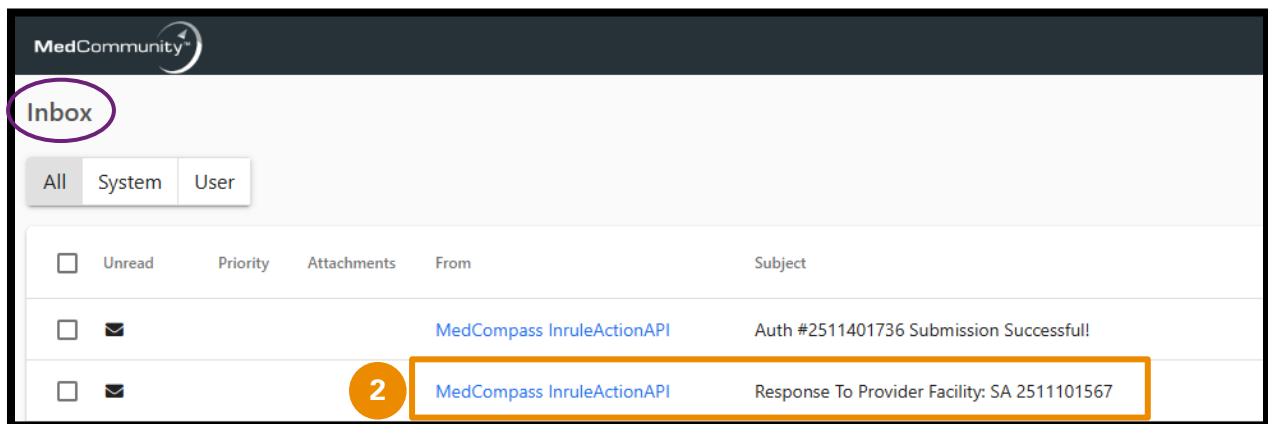 MedCommunity™
Inbox
All System User
Unread Priority Attachments From Subject
MedCompass InruleActionAPI Auth #2511401736 Submission Successful!
2 MedCompass InruleActionAPI Response To Provider Facility: SA 2511101567